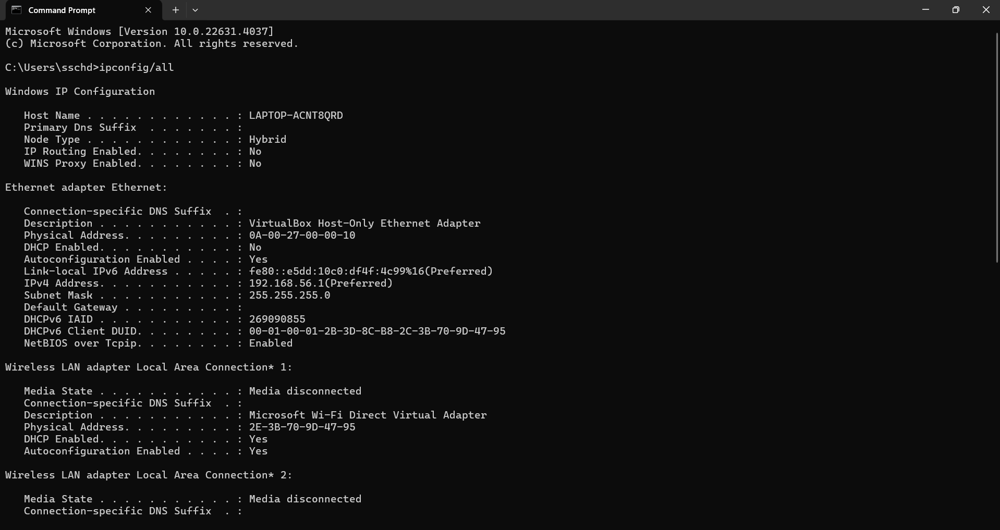 Command Prompt
Microsoft Windows [Version 10.0.22631.4037]
(c) Microsoft Corporation. All rights reserved.
C:\Users\sschd>ipconfig/all
Windows IP Configuration
   Host Name . . . . . . . . . . . . : LAPTOP-ACNT8QRD
   Primary Dns Suffix  . . . . . . . :
   Node Type . . . . . . . . . . . . : Hybrid
   IP Routing Enabled. . . . . . . . : No
   WINS Proxy Enabled. . . . . . . . : No
Ethernet adapter Ethernet:
   Connection-specific DNS Suffix  . :
   Description . . . . . . . . . . . : VirtualBox Host-Only Ethernet Adapter
   Physical Address. . . . . . . . . : 0A-00-27-00-00-10
   DHCP Enabled. . . . . . . . . . . : No
   Autoconfiguration Enabled . . . . : Yes
   Link-local IPv6 Address . . . . . : fe80::e5dd:10c0:df4f:4c99%16(Preferred)
   IPv4 Address. . . . . . . . . . . : 192.168.56.1(Preferred)
   Subnet Mask . . . . . . . . . . . : 255.255.255.0
   Default Gateway . . . . . . . . . :
   DHCPv6 IAID . . . . . . . . . . . : 269090855
   DHCPv6 Client DUID. . . . . . . . : 00-01-00-01-2B-3D-8C-B8-2C-3B-70-9D-47-95
   NetBIOS over Tcpip. . . . . . . . : Enabled
Wireless LAN adapter Local Area Connection* 1:
   Media State . . . . . . . . . . . : Media disconnected
   Connection-specific DNS Suffix  . :
   Description . . . . . . . . . . . : Microsoft Wi-Fi Direct Virtual Adapter
   Physical Address. . . . . . . . . : 2E-3B-70-9D-47-95
   DHCP Enabled. . . . . . . . . . . : Yes
   Autoconfiguration Enabled . . . . : Yes
Wireless LAN adapter Local Area Connection* 2:
   Media State . . . . . . . . . . . : Media disconnected
   Connection-specific DNS Suffix  . :